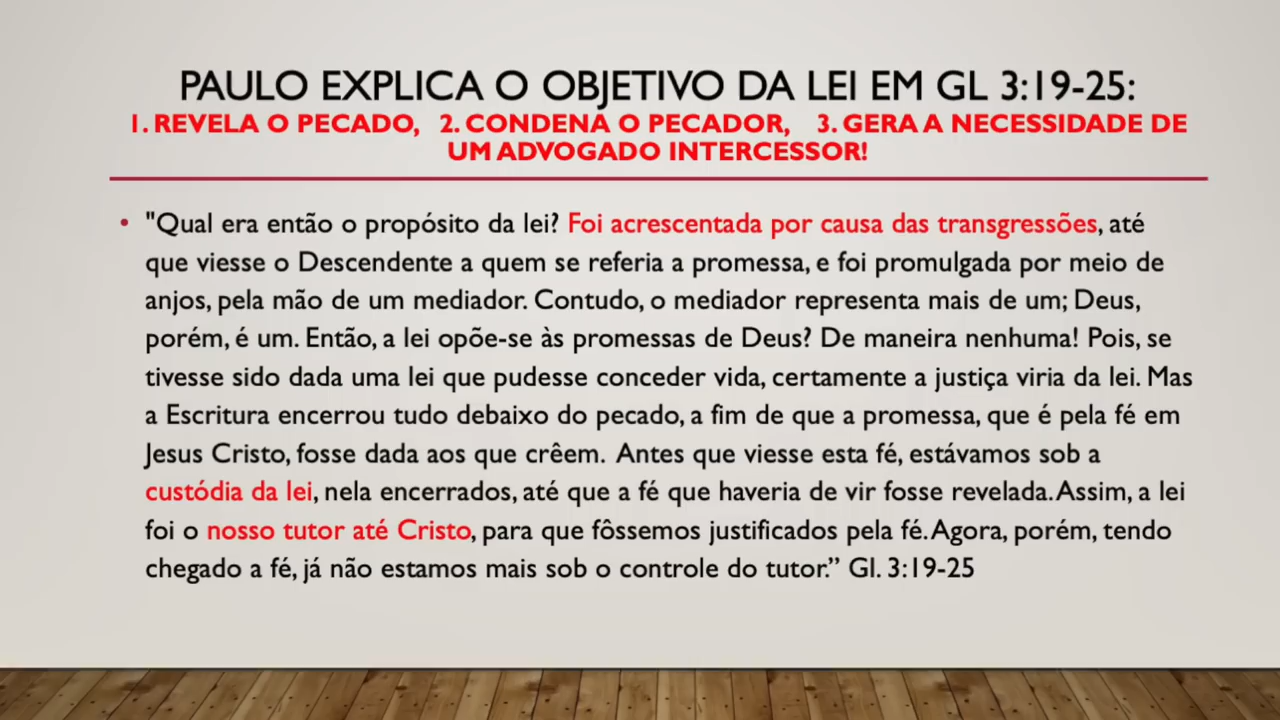 PAULO EXPLICA O OBJETIVO DA LEI EM GL 3:19-25:
1. REVELA O PECADO, 2. CONDENA O PECADOR, 3. GERA A NECESSIDADE DE
UM ADVOGADO INTERCESSOR!
• "Qual era então o propósito da lei? Foi acrescentada por causa das transgressões, até
que viesse o Descendente a quem se referia a promessa, e foi promulgada por meio de
anjos, pela mão de um mediador. Contudo, o mediador representa mais de um; Deus,
porém, é um. Então, a lei opõe-se às promessas de Deus? De maneira nenhuma! Pois, se
tivesse sido dada uma lei que pudesse conceder vida, certamente a justiça viria da lei. Mas
a Escritura encerrou tudo debaixo do pecado, a fim de que a promessa, que é pela fé em
Jesus Cristo, fosse dada aos que crêem. Antes que viesse esta fé, estávamos sob a
custódia da lei, nela encerrados, até que a fé que haveria de vir fosse revelada. Assim, a lei
foi o nosso tutor até Cristo, para que fôssemos justificados pela fé. Agora, porém, tendo
chegado a fé, já não estamos mais sob o controle do tutor.” Gl. 3:19-25